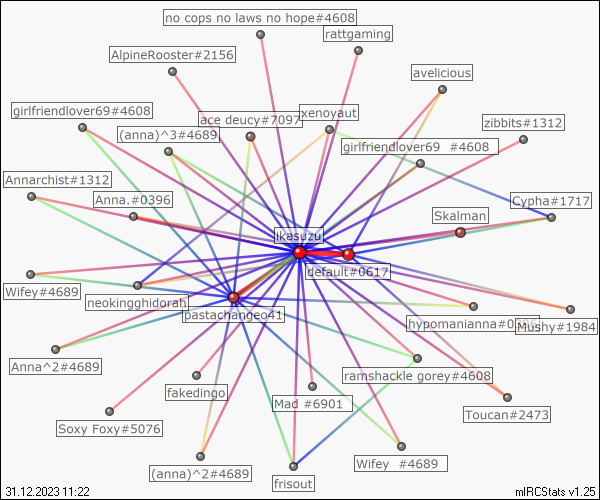 no cops no laws no hope#4608
rattgaming
AlpineRooster#2156
avelicious
girlfriendlover69#4608
ace deucy#7097
xenoyaut
zibbits#1312
(anna)^3#4689
girlfriendlover69 #4608
Annarchist#1312
Anna.#0396
Cypha#1717
Skalman
ikasuzu
default#0617
Wifey#4689
neokingghidorah
pastachangeo41
hypomanianna#0
Mushy#1984
Anna^2#4689
ramshackle gorey#4608
fakedingo
Mad #6901
Toucan#2473
Soxy Foxy#5076
(anna)^2#4689
Wifey #4689
frisout
31.12.2023 11:22
mIRCStats v1.25